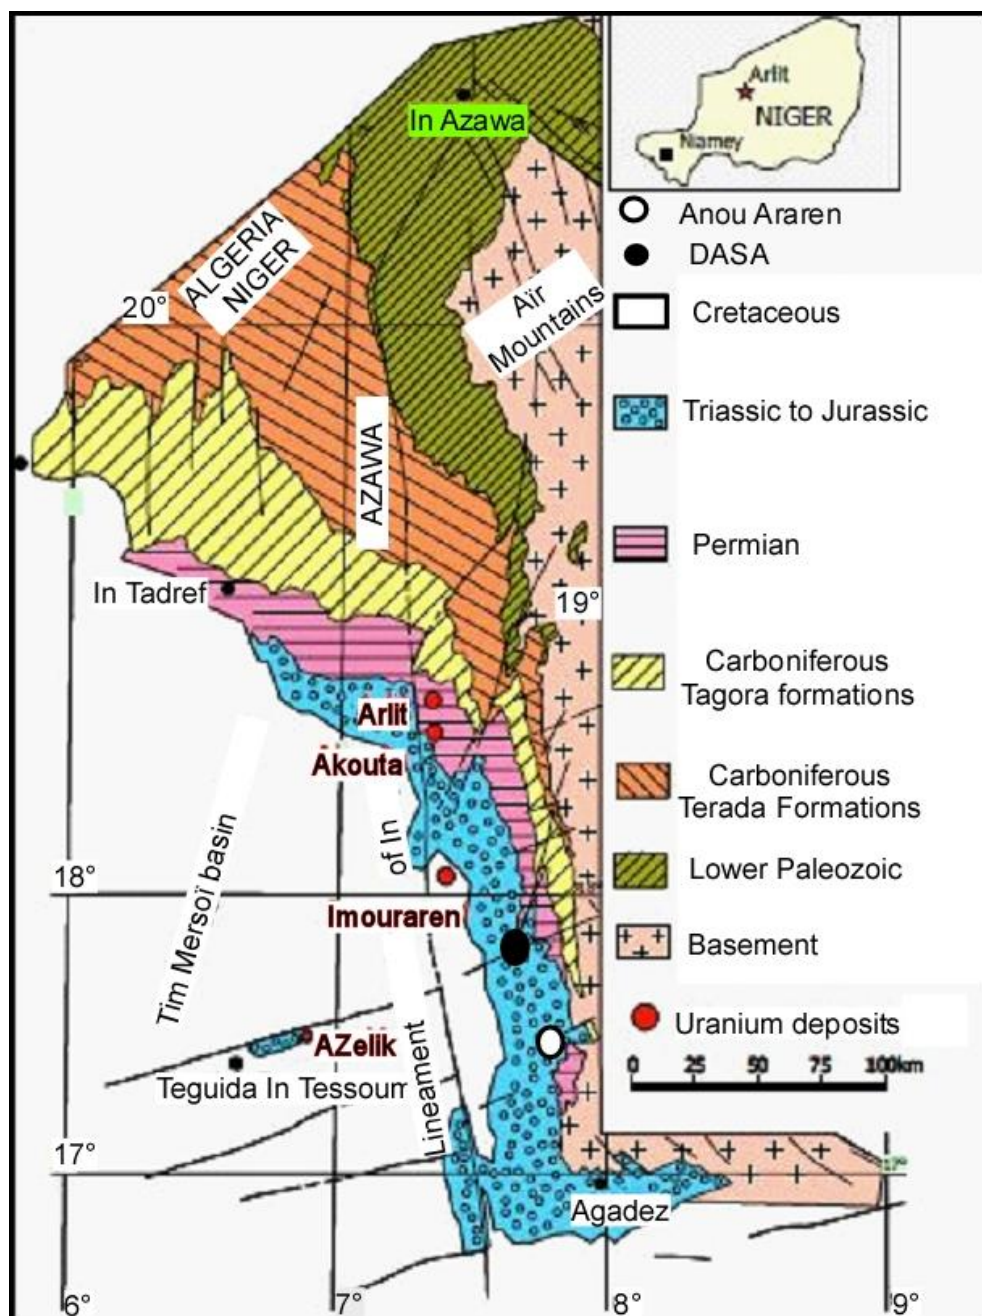 In Azawa
Arlit
NIGER
Niamey
Anou Araren
DASA
Cretaceous
Triassic to Jurassic
Permian
Carboniferous
Tagora formations
Carboniferous
Terada Formations
Lower Paleozoic
Basement
Uranium deposits
0 25 50 75 100km
ALGERIA
NIGER
20°
Aïr
Mountains
AZAWA
In Tadref
19°
Arlit
Akouta
Tim Mersoï basin
of In
18°
Imouraren
AZelik
Teguida In Tessoum
Lineament
17°
17°
Agadez
6°
7°
8°
9°